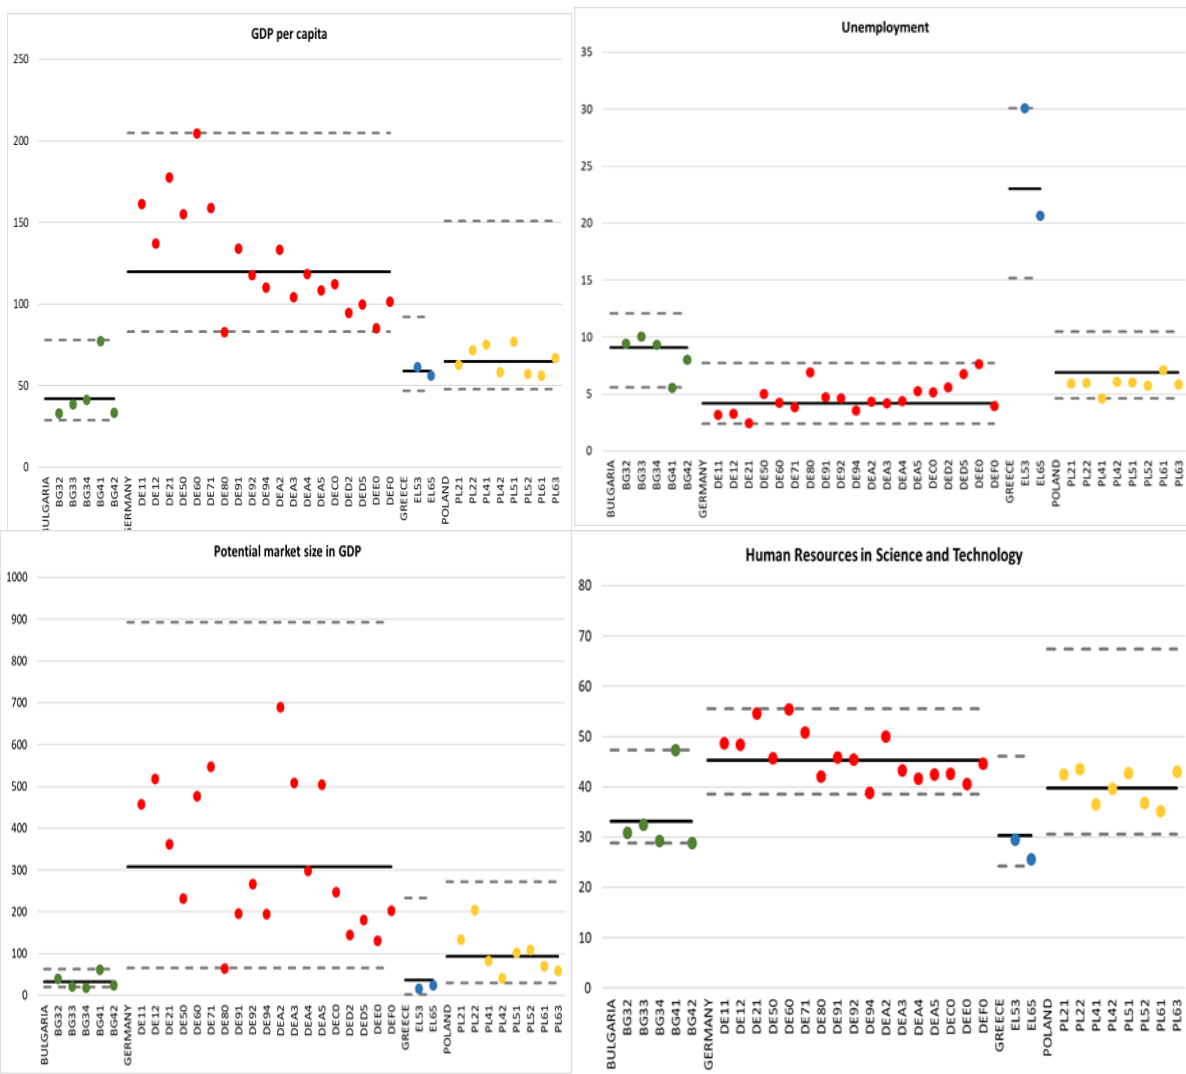 GDP per capita
250
200
150
100
50
0
ULGARIA
BG32
BG33
BG34
BG41
BG42
GERMANY
DE11
DE12
DE21
DE50
DE60
DE71
DE80
DE91
DE92
DE94
DEA2
DEA3
DEA4
DEA5
DEC0
DED2
DED5
DEE0
DEF0
GREECE
EL53
EL65
POLAND
PL21
PL22
PL41
PL42
PL51
PL52
PL61
PL63
Unemployment
35
30
25
20
15
10
5
0
BULGARIA
BG32
BG33
BG34
BG41
BG42
GERMANY
DE11
DE12
DE21
DE50
DE60
DE71
DE80
DE91
DE92
DE94
DEA2
DEA3
DEA4
DEA5
DEC0
DED2
DED5
DEE0
DEF0
GREECE
EL53
EL65
POLAND
PL21
PL22
PL41
PL42
PL51
PL52
PL61
PL63
Potential market size in GDP
1000
900
800
700
600
500
400
300
200
100
0
BULGARIA
BG32
BG33
BG34
BG41
BG42
GERMANY
DE11
DE12
DE21
DE50
DE60
DE71
DE80
DE91
DE92
DE94
DEA2
DEA3
DEA4
DEA5
DEC0
DED2
DED5
DEE0
DEF0
GREECE
EL53
EL65
POLAND
PL21
PL22
PL41
PL42
PL51
PL52
PL61
PL63
Human Resources in Science and Technology
80
70
60
50
40
30
20
10
0
BULGARIA
BG32
BG33
BG34
BG41
BG42
GERMANY
DE11
DE12
DE21
DE50
DE60
DE71
DE80
DE91
DE92
DE94
DEA2
DEA3
DEA4
DEA5
DEC0
DEE0
DEF0
GREECE
EL53
EL65
POLAND
PL21
PL22
PL41
PL42
PL51
PL52
PL61
PL63